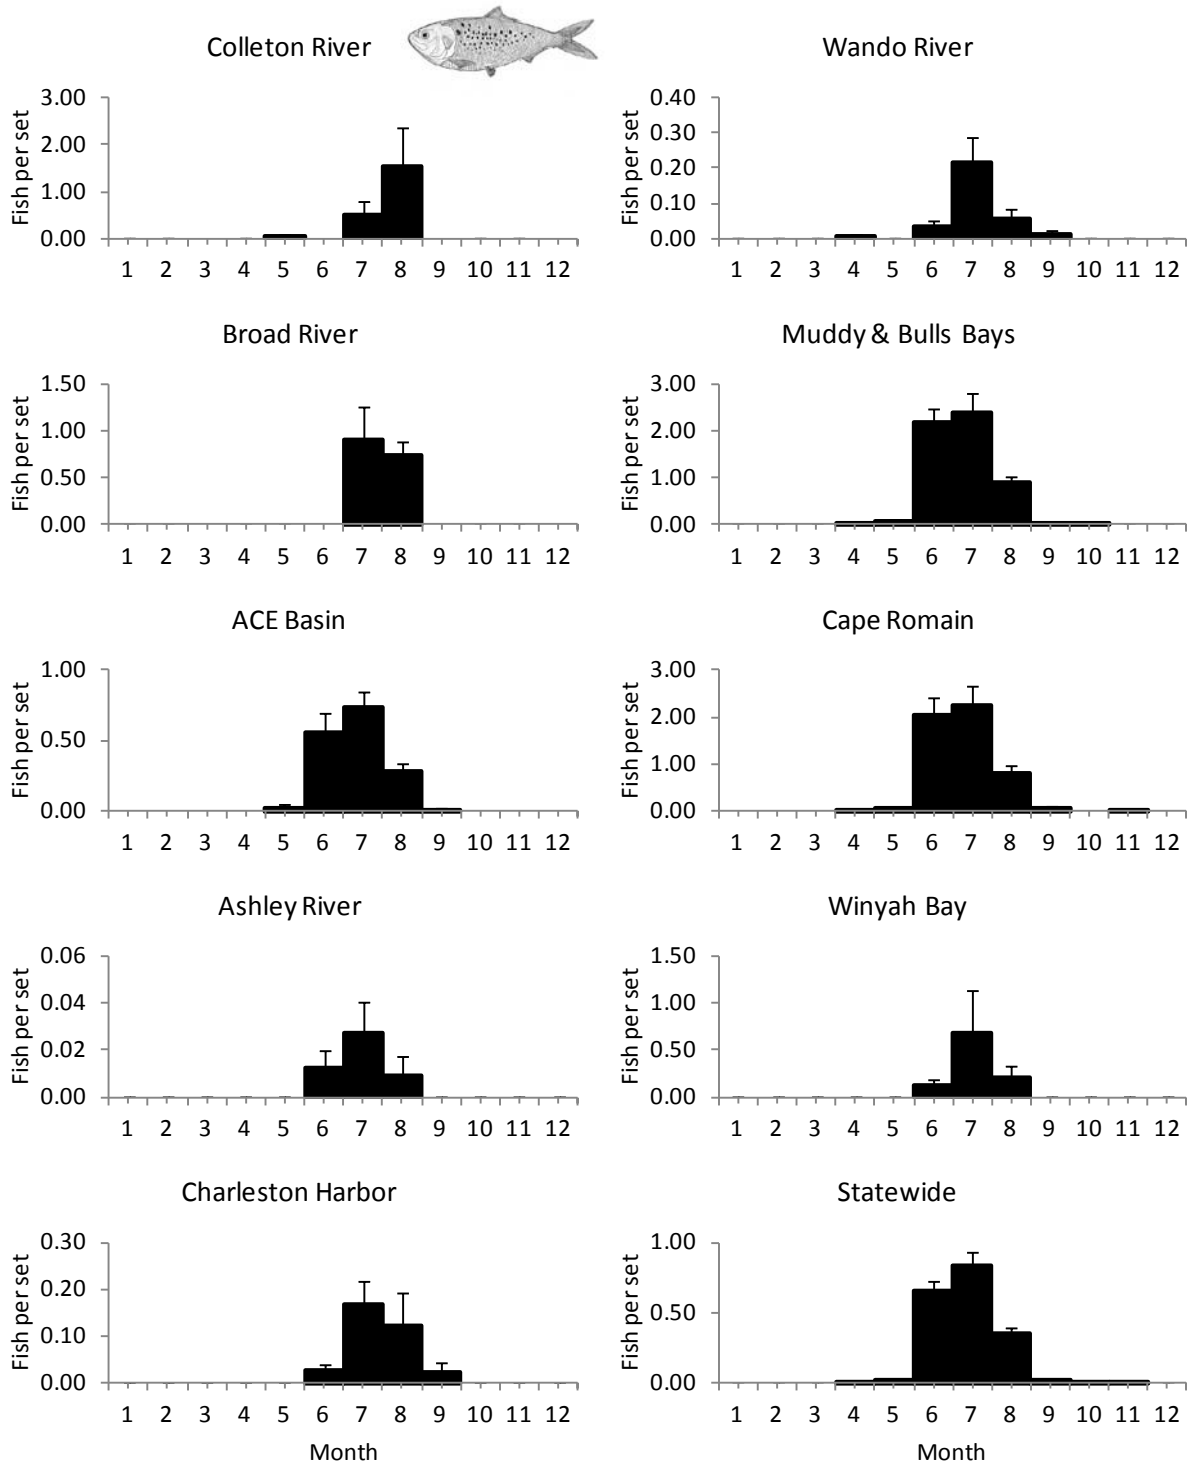 Colleton River
Fish per set
3.00
2.00
1.00
0.00
1 2 3 4 5 6 7 8 9 10 11 12
Wando River
Fish per set
0.40
0.30
0.20
0.10
0.00
1 2 3 4 5 6 7 8 9 10 11 12
Broad River
Fish per set
1.50
1.00
0.50
0.00
1 2 3 4 5 6 7 8 9 10 11 12
Muddy & Bulls Bays
Fish per set
3.00
2.00
1.00
0.00
1 2 3 4 5 6 7 8 9 10 11 12
ACE Basin
Fish per set
1.00
0.50
0.00
1 2 3 4 5 6 7 8 9 10 11 12
Cape Romain
Fish per set
3.00
2.00
1.00
0.00
1 2 3 4 5 6 7 8 9 10 11 12
Ashley River
Fish per set
0.06
0.04
0.02
0.00
1 2 3 4 5 6 7 8 9 10 11 12
Winyah Bay
Fish per set
1.50
1.00
0.50
0.00
1 2 3 4 5 6 7 8 9 10 11 12
Charleston Harbor
Fish per set
0.30
0.20
0.10
0.00
1 2 3 4 5 6 7 8 9 10 11 12
Month
Statewide
Fish per set
1.00
0.50
0.00
1 2 3 4 5 6 7 8 9 10 11 12
Month